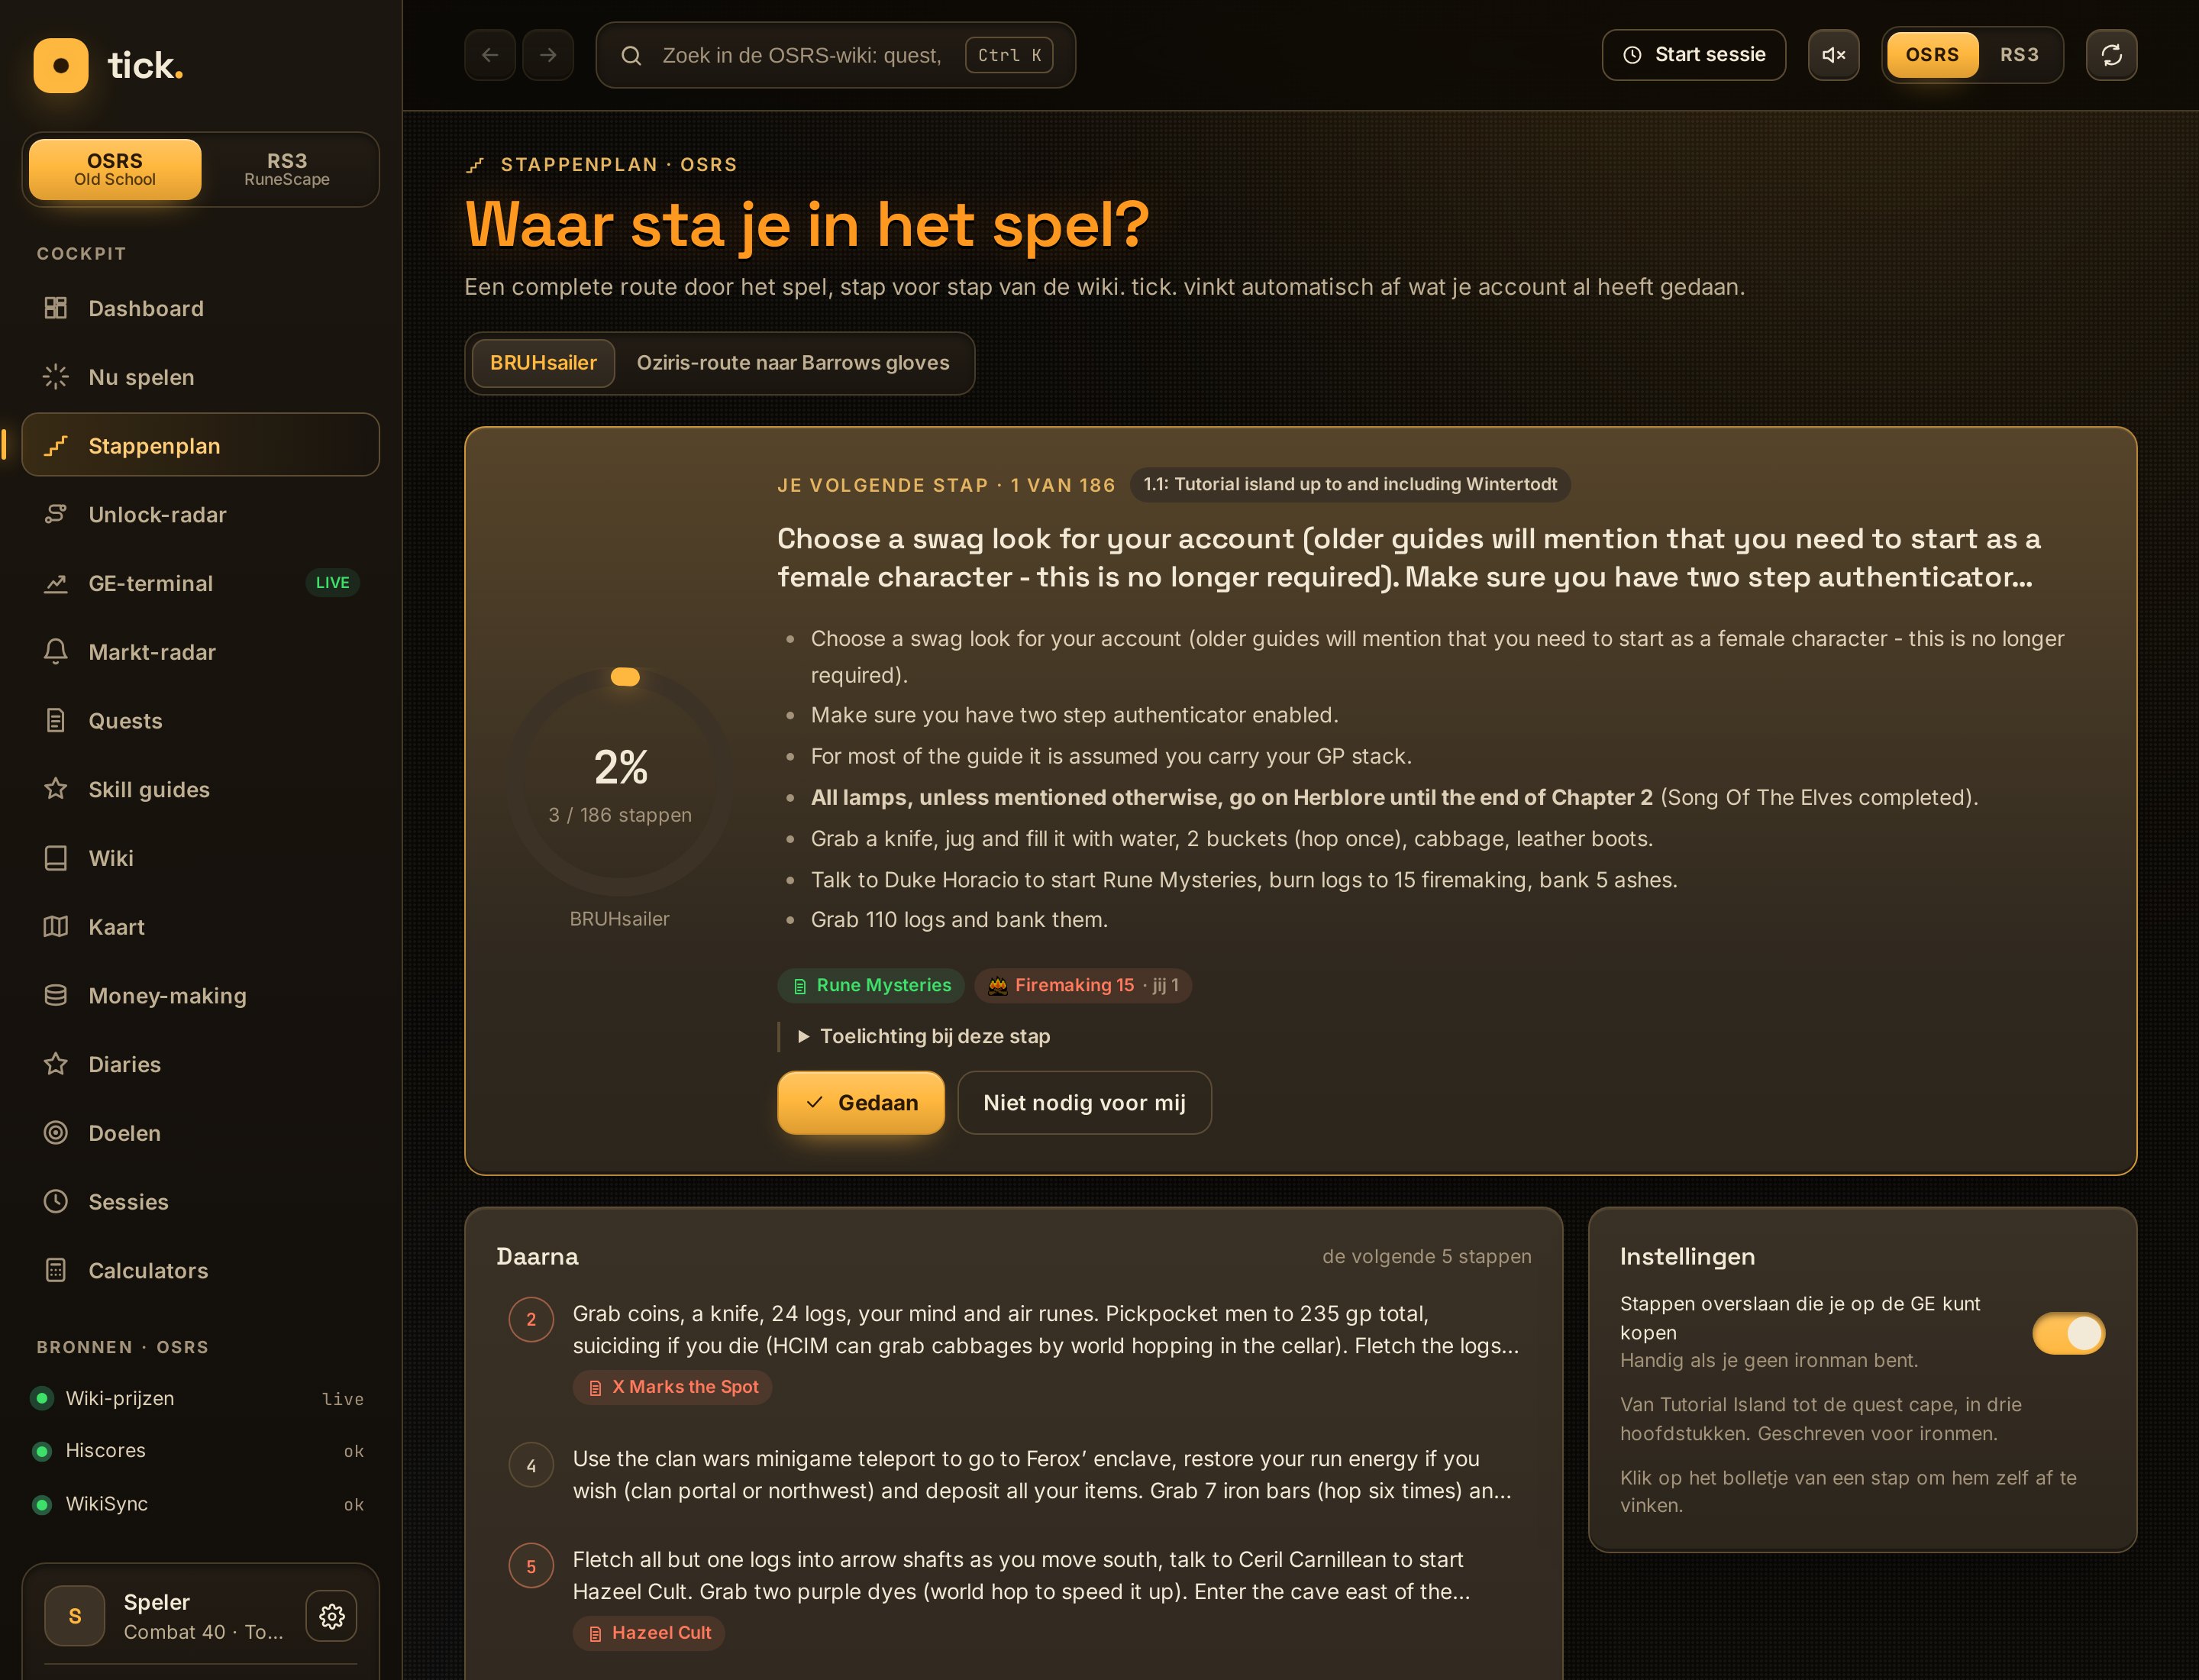 tick.
OSRS
Old School
RS3
RuneScape
COCKPIT
Dashboard
Nu spelen
Stappenplan
Unlock-radar
GE-terminal
LIVE
Markt-radar
Quests
Skill guides
Wiki
Kaart
Money-making
Diaries
Doelen
Sessies
Calculators
BRONNEN · OSRS
Wiki-prijzen live
Hiscores ok
WikiSync ok
S
Speler
Combat 40 · To...
Zoek in de OSRS-wiki: quest,
Ctrl K
Start sessie
OSRS
RS3
STAPPENPLAN · OSRS
Waar sta je in het spel?
Een complete route door het spel, stap voor stap van de wiki. tick. vinkt automatisch af wat je account al heeft gedaan.
BRUHsailer
Oziris-route naar Barrows gloves
2%
3 / 186 stappen
BRUHsailer
JE VOLGENDE STAP · 1 VAN 186
1.1: Tutorial island up to and including Wintertodt
Choose a swag look for your account (older guides will mention that you need to start as a
female character - this is no longer required). Make sure you have two step authenticator...
Choose a swag look for your account (older guides will mention that you need to start as a female character - this is no longer
required).
Make sure you have two step authenticator enabled.
For most of the guide it is assumed you carry your GP stack.
All lamps, unless mentioned otherwise, go on Herblore until the end of Chapter 2 (Song Of The Elves completed).
Grab a knife, jug and fill it with water, 2 buckets (hop once), cabbage, leather boots.
Talk to Duke Horacio to start Rune Mysteries, burn logs to 15 firemaking, bank 5 ashes.
Grab 110 logs and bank them.
Rune Mysteries
Firemaking 15 · jij 1
Toelichting bij deze stap
Gedaan
Niet nodig voor mij
Daarna
de volgende 5 stappen
2
Grab coins, a knife, 24 logs, your mind and air runes. Pickpocket men to 235 gp total,
suiciding if you die (HCIM can grab cabbages by world hopping in the cellar). Fletch the logs...
X Marks the Spot
4
Use the clan wars minigame teleport to go to Ferox’ enclave, restore your run energy if you
wish (clan portal or northwest) and deposit all your items. Grab 7 iron bars (hop six times) an...
5
Fletch all but one logs into arrow shafts as you move south, talk to Ceril Carnillean to start
Hazeel Cult. Grab two purple dyes (world hop to speed it up). Enter the cave east of the...
Hazeel Cult
Instellingen
Stappen overslaan die je op de GE kunt
kopen
Handig als je geen ironman bent.
Van Tutorial Island tot de quest cape, in drie
hoofdstukken. Geschreven voor ironmen.
Klik op het bolletje van een stap om hem zelf af te
vinken.